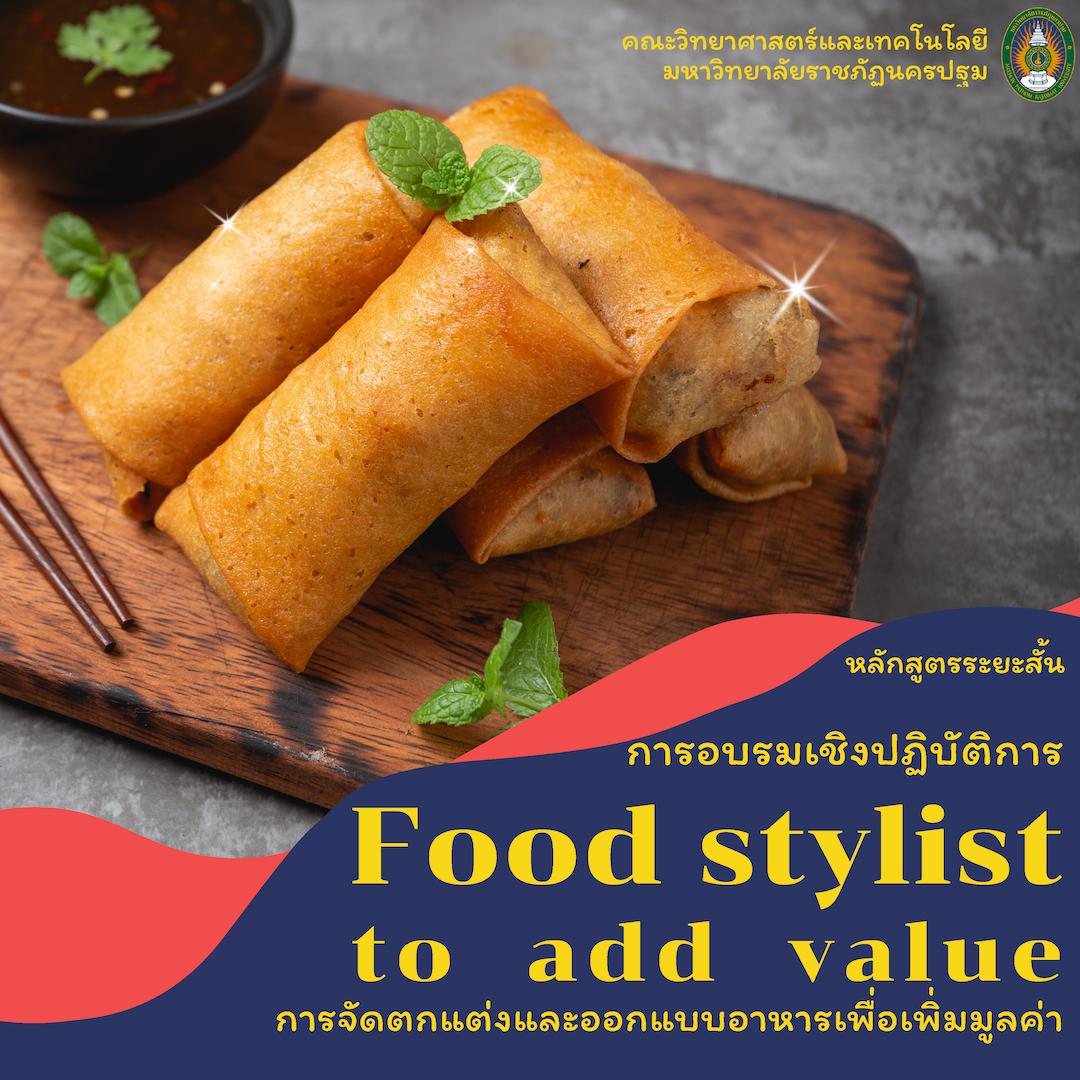 คณะวิทยาศาสตร์และเทคโนโลยี
มหาวิทยาลัยราชภัฏนครปฐม
หลักสูตรระยะสั้น
การอบรมเชิงปฏิบัติการ
Food stylist
to add value
การจัดตกแต่งและออกแบบอาหารเพื่อเพิ่มมูลค่า